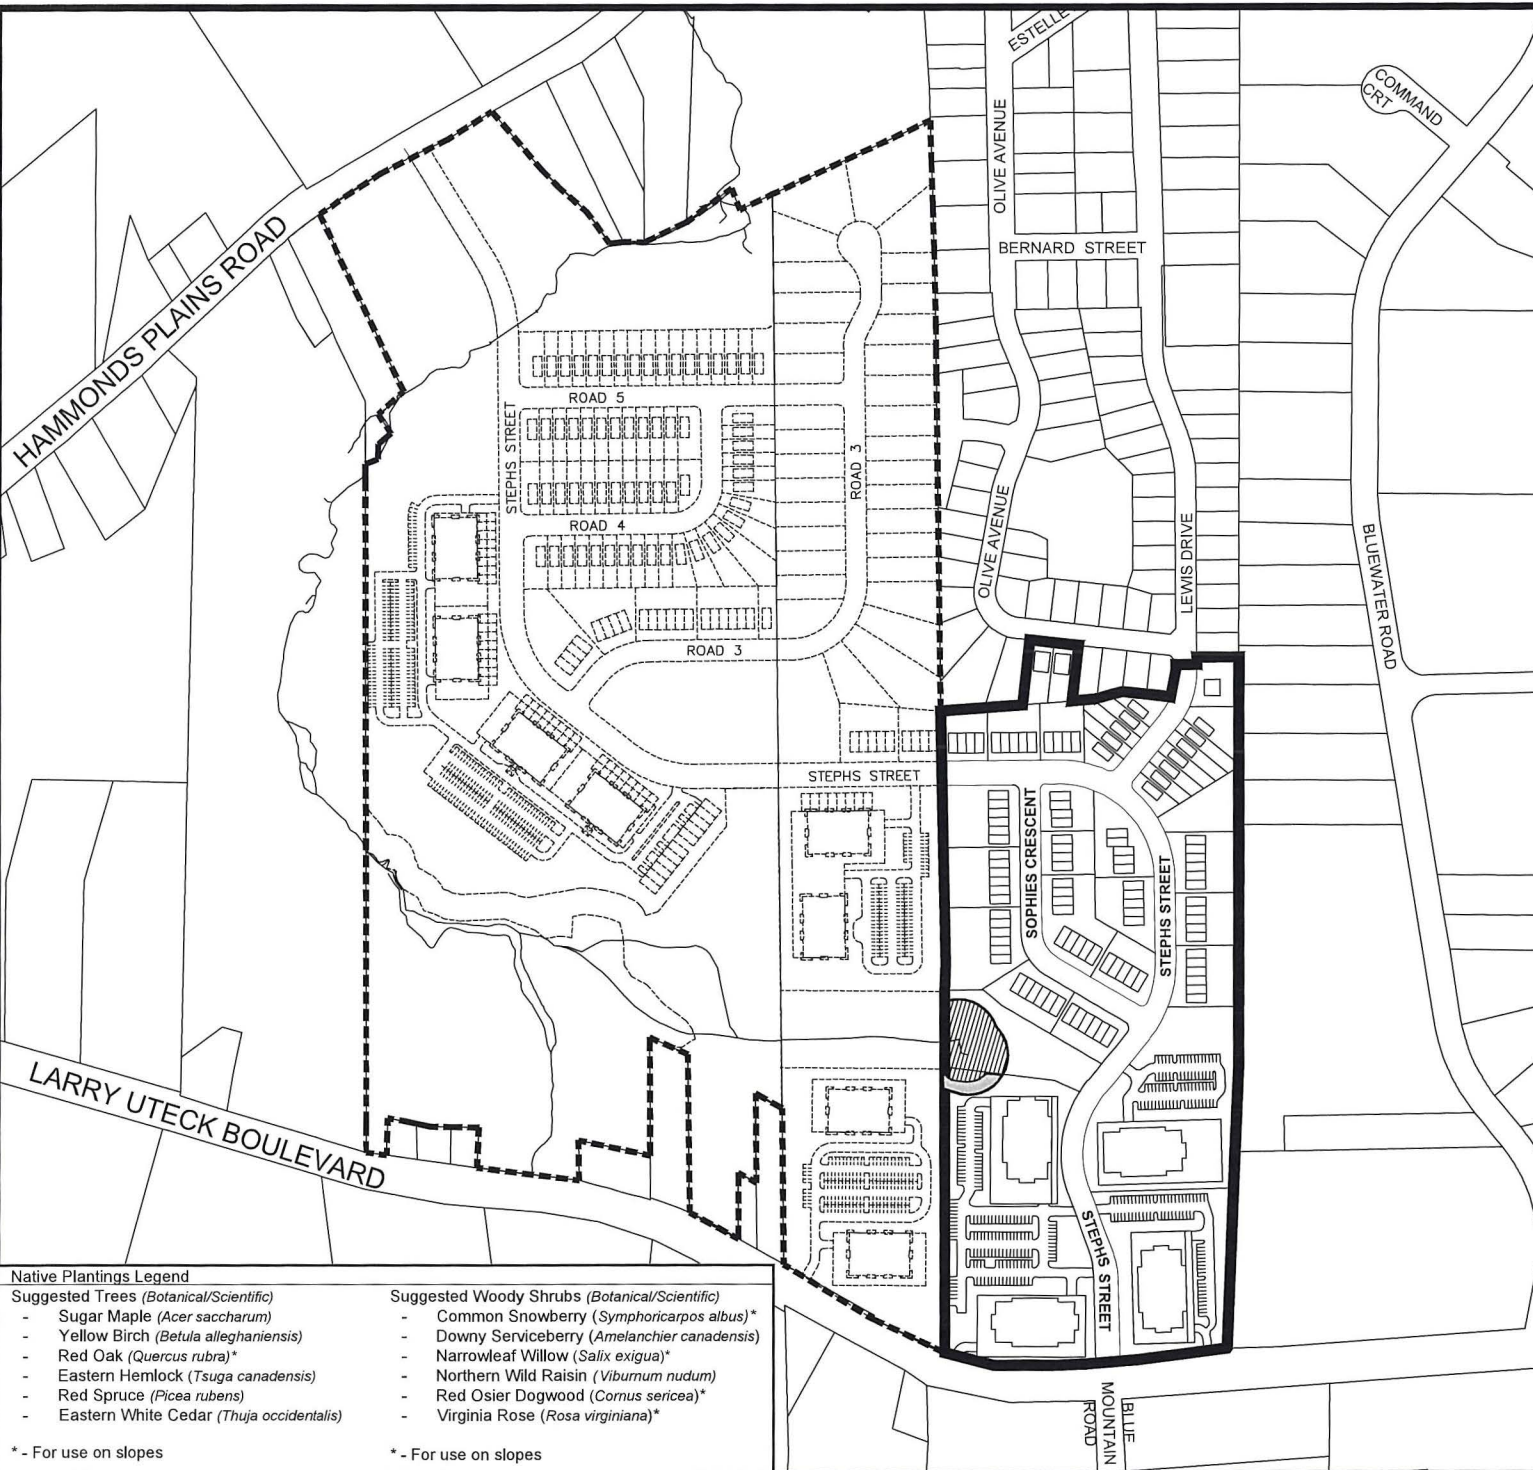 ESTELLE
COMMAND
CRT
OLIVE AVENUE
BERNARD STREET
HAMMONDS PLAINS ROAD
ROAD 5
STEPHS STREET
ROAD 3
ROAD 4
OLIVE AVENUE
LEWIS DRIVE
BLUEWATER ROAD
ROAD 3
STEPHS STREET
SOPHIES CRESCENT
STEPHS STREET
LARRY UTECK BOULEVARD
STEPHS STREET
BLUE
MOUNTAIN
ROAD
Native Plantings Legend
Suggested Trees (Botanical/Scientific)
- Sugar Maple (Acer saccharum)
- Yellow Birch (Betula alleghaniensis)
- Red Oak (Quercus rubra)*
- Eastern Hemlock (Tsuga canadensis)
- Red Spruce (Picea rubens)
- Eastern White Cedar (Thuja occidentalis)
* - For use on slopes
Suggested Woody Shrubs (Botanical/Scientific)
- Common Snowberry (Symphoricarpos albus)*
- Downy Serviceberry (Amelanchier canadensis)
- Narrowleaf Willow (Salix exigua)*
- Northern Wild Raisin (Viburnum nudum)
- Red Osier Dogwood (Cornus sericea)*
- Virginia Rose (Rosa virginiana)*
* - For use on slopes